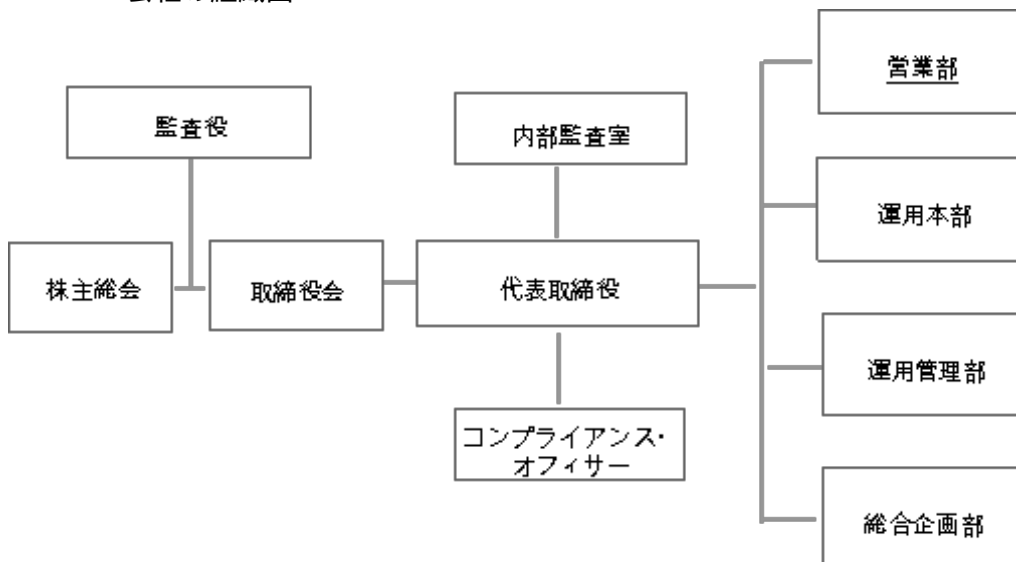 営業部
監査役
内部監査室
運用本部
株主総会
取締役会
代表取締役
運用管理部
コンプライアンス・
オフィサー
総合企画部